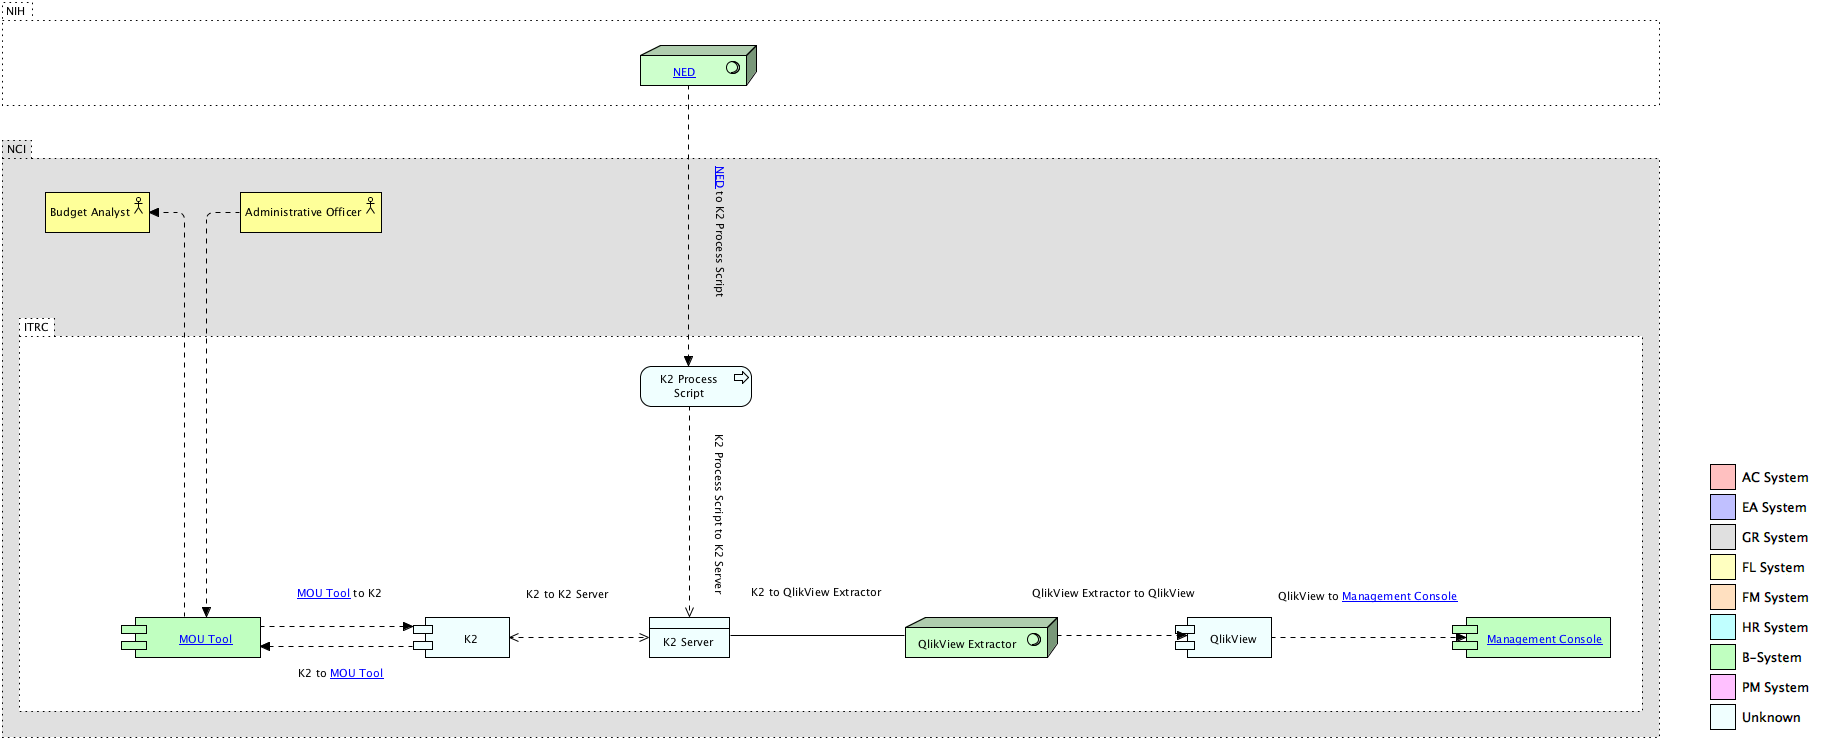 NIH
NED
NCI
NED to K2 Process Script
Budget Analyst
Administrative Officer
ITRC
K2 Process
Script
K2 Process Script to K2 Server
MOU Tool to K2
K2 to K2 Server
K2 to QlikView Extractor
QlikView Extractor to QlikView
QlikView to Management Console
MOU Tool
K2
K2 Server
QlikView Extractor
QlikView
Management Console
K2 to MOU Tool
AC System
EA System
GR System
FL System
FM System
HR System
B-System
PM System
Unknown